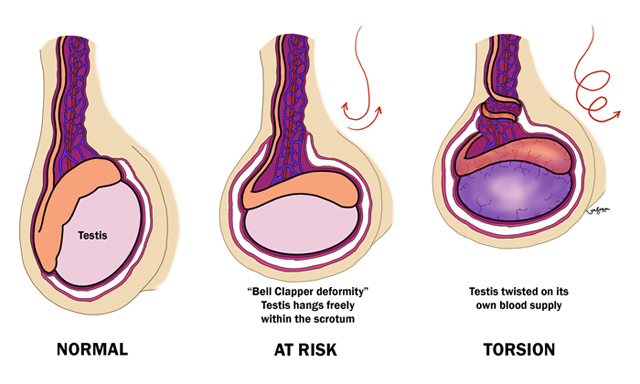 Testis
"Bell Clapper deformity"
Testis hangs freely
within the scrotum
Testis twisted on its
own blood supply
NORMAL
AT RISK
TORSION